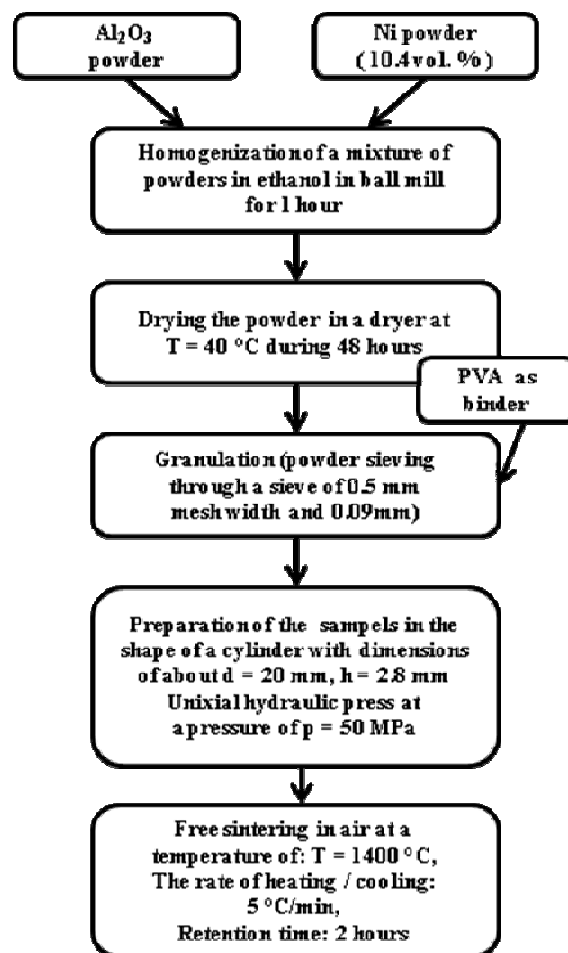 Al₂O₃
powder
Ni powder
(10.4 vol. %)
Homogenization of a mixture of
powders in ethanol in ball mill
for 1 hour
Drying the powder in a dryer at
T = 40 °C during 48 hours
PVA as
binder
Granulation (powder sieving
through a sieve of 0.5 mm
mesh width and 0.09mm)
Preparation of the sampels in the
shape of a cylinder with dimensions
of about d = 20 mm, h = 2.8 mm
Unixial hydraulic press at
a pressure of p = 50 MPa
Free sintering in air at a
temperature of: T = 1400 °C,
The rate of heating / cooling:
5 °C/min,
Retention time: 2 hours